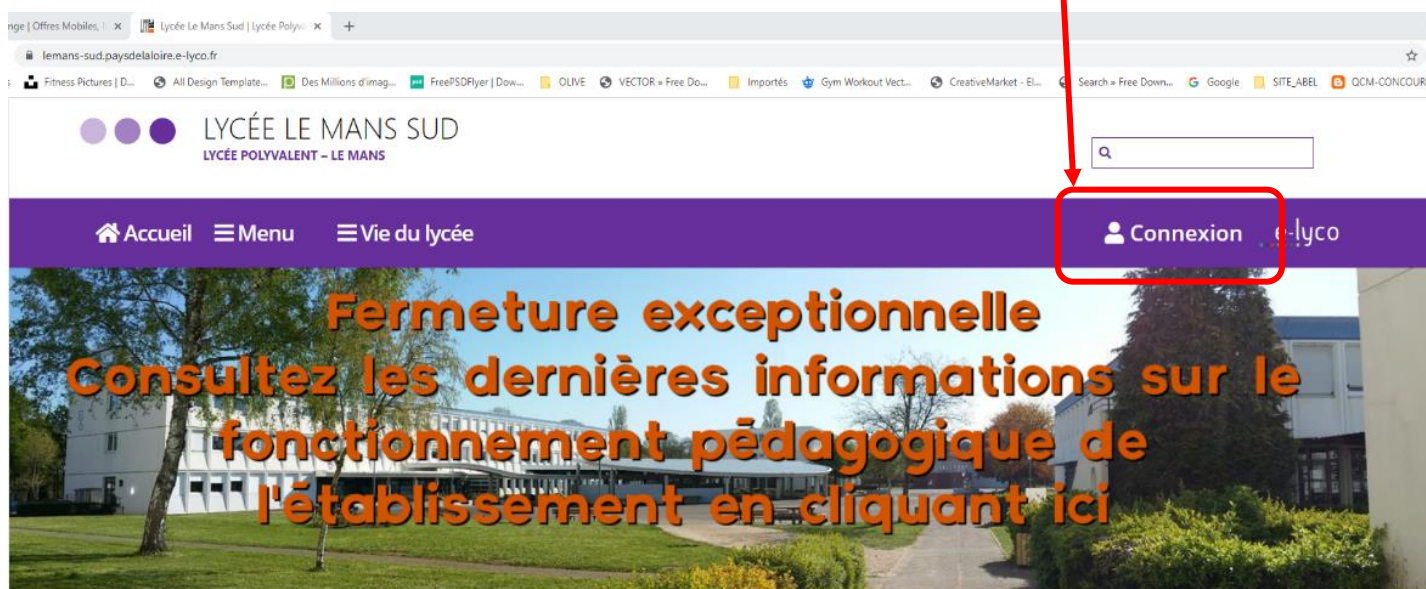 nge | Offres Mobiles, I
Lycée Le Mans Sud | Lycée Polyv
lemans-sud.paysdelaloire.e-lyco.fr
s Fitness Pictures | D... All Design Template... Des Millions d'imag... FreePSDFlyer | Dow... OLIVE VECTOR » Free Do... Importés Gym Workout Vect... CreativeMarket - El... Search » Free Down... Google SITE_ABEL QCM-CONCOUR
LYCÉE LE MANS SUD
LYCÉE POLYVALENT – LE MANS
Accueil Menu Vie du lycée Connexion e-lyco
Fermeture exceptionnelle
Consultez les dernières informations sur le
fonctionnement pédagogique de
l'établissement en cliquant ici